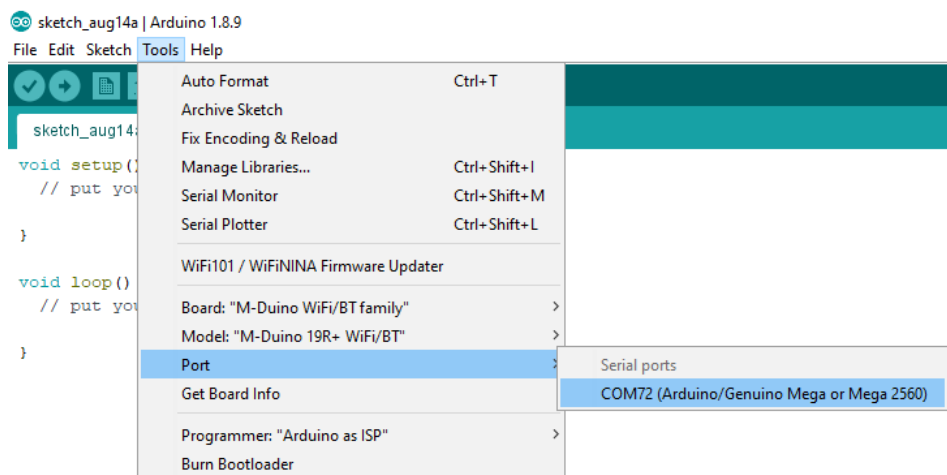 sketch_aug14a | Arduino 1.8.9
File Edit Sketch Tools Help
Auto Format Ctrl+T
Archive Sketch
sketch_aug14a
Fix Encoding & Reload
void setup()
Manage Libraries... Ctrl+Shift+I
// put you
Serial Monitor Ctrl+Shift+M
Serial Plotter Ctrl+Shift+L
}
WiFi101 / WiFiNINA Firmware Updater
void loop()
// put you
Board: "M-Duino WiFi/BT family"
Model: "M-Duino 19R+ WiFi/BT"
}
Port
Serial ports
Get Board Info
COM72 (Arduino/Genuino Mega or Mega 2560)
Programmer: "Arduino as ISP"
Burn Bootloader